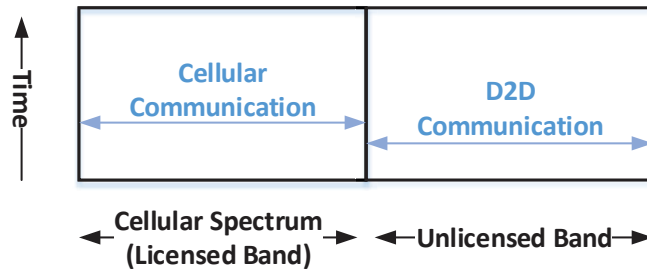 Time
Cellular
Communication
D2D
Communication
Cellular Spectrum
(Licensed Band)
Unlicensed Band